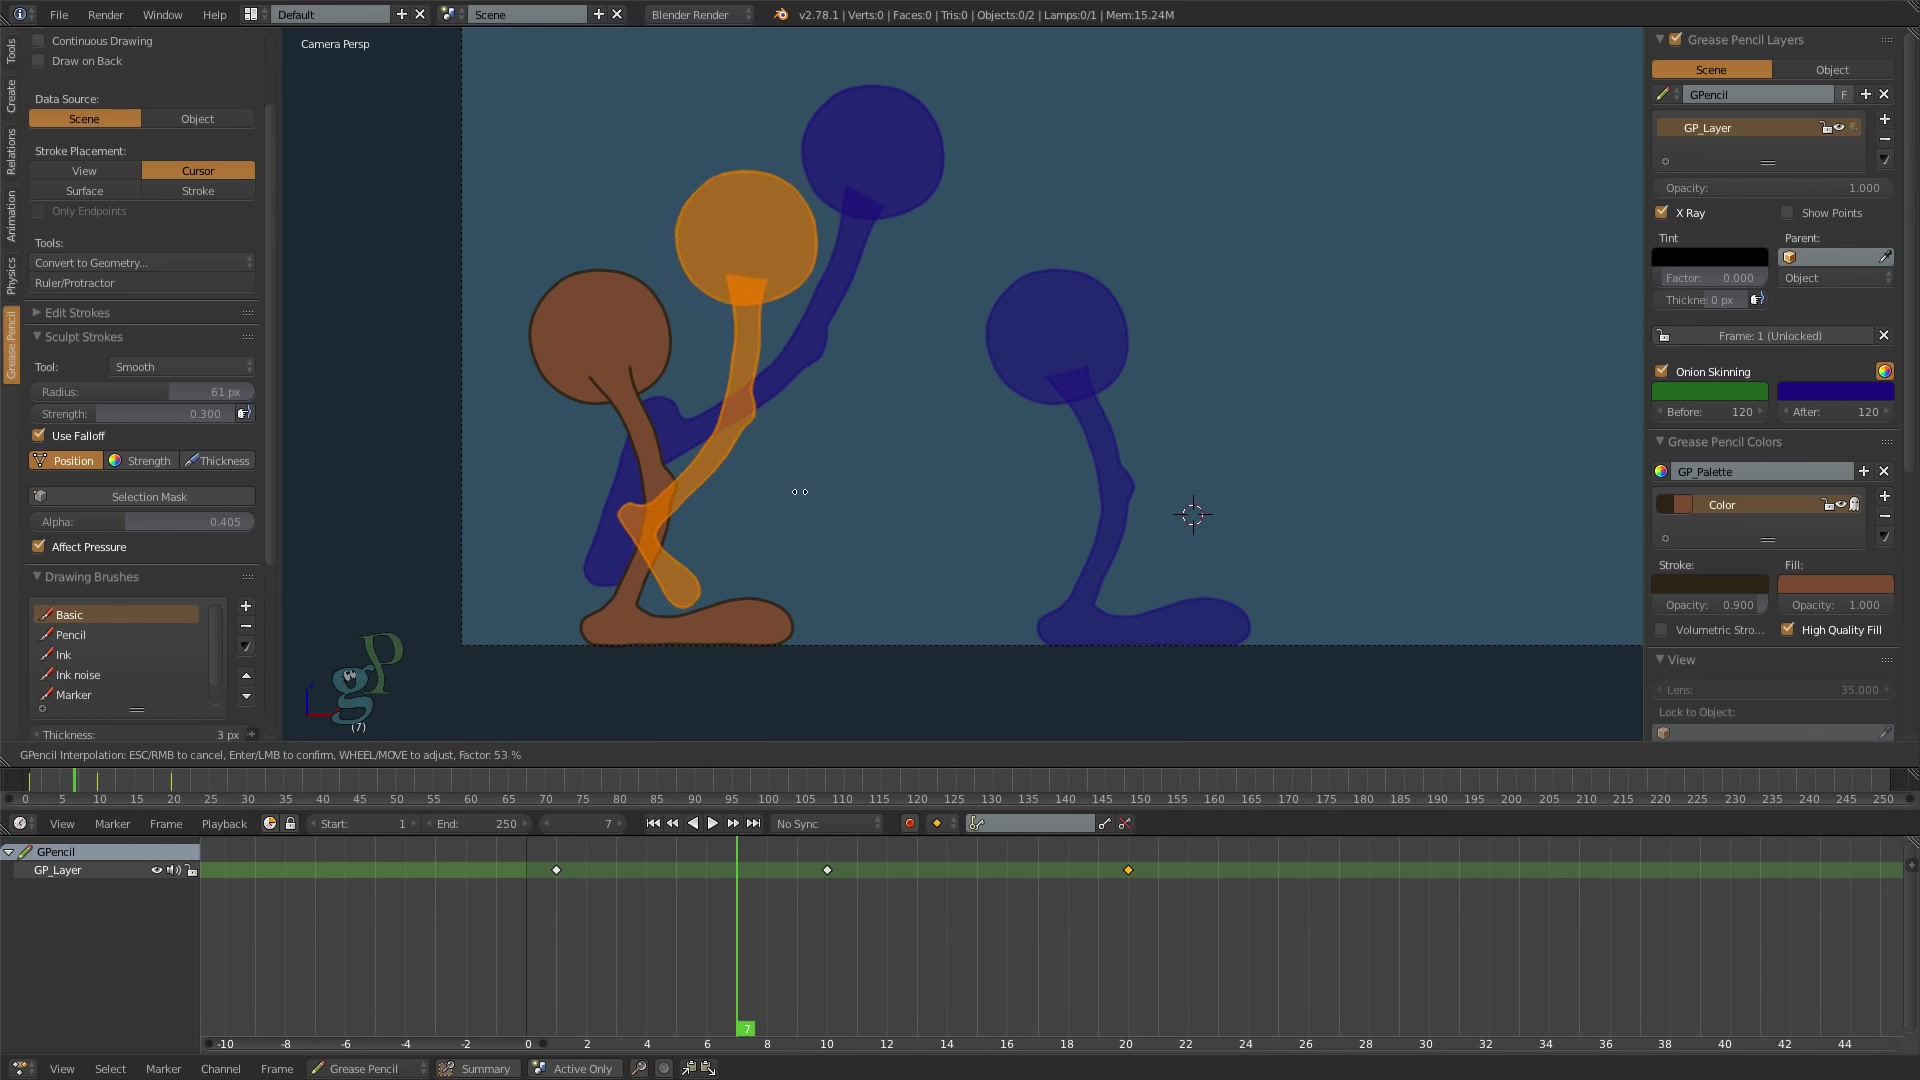 File Render Window Help Default Scene Blender Render v2.78.1 | Verts:0 | Faces:0 | Tris:0 | Objects:0/2 | Lamps:0/1 | Mem:15.24M
Tools
Create
Relations
Animation
Physics
Grease Pencil
Continuous Drawing
Draw on Back
Data Source:
Scene Object
Stroke Placement:
View Cursor
Surface Stroke
Only Endpoints
Tools:
Convert to Geometry...
Ruler/Protractor
Edit Strokes
Sculpt Strokes
Tool: Smooth
Radius: 61 px
Strength: 0.300
Use Falloff
Position Strength Thickness
Selection Mask
Alpha: 0.405
Affect Pressure
Drawing Brushes
Basic
Pencil
Ink
Ink noise
Marker
Thickness: 3 px
Camera Persp
gP
(7)
Grease Pencil Layers
Scene Object
GPencil F
GP_Layer
Opacity: 1.000
X Ray Show Points
Tint Parent:
Factor: 0.000 Object
Thickne: 0 px
Frame: 1 (Unlocked)
Onion Skinning
Before: 120 After: 120
Grease Pencil Colors
GP_Palette
Color
Stroke: Fill:
Opacity: 0.900 Opacity: 1.000
Volumetric Stro... High Quality Fill
View
Lens: 35.000
Lock to Object:
GPencil Interpolation: ESC/RMB to cancel, Enter/LMB to confirm, WHEEL/MOVE to adjust, Factor: 53 %
0 5 10 15 20 25 30 35 40 45 50 55 60 65 70 75 80 85 90 95 100 105 110 115 120 125 130 135 140 145 150 155 160 165 170 175 180 185 190 195 200 205 210 215 220 225 230 235 240 245 250
View Marker Frame Playback Start: 1 End: 250 7 No Sync
GPencil
GP_Layer
7
-10 -8 -6 -4 -2 0 2 4 6 8 10 12 14 16 18 20 22 24 26 28 30 32 34 36 38 40 42 44
View Select Marker Channel Frame Grease Pencil Summary Active Only